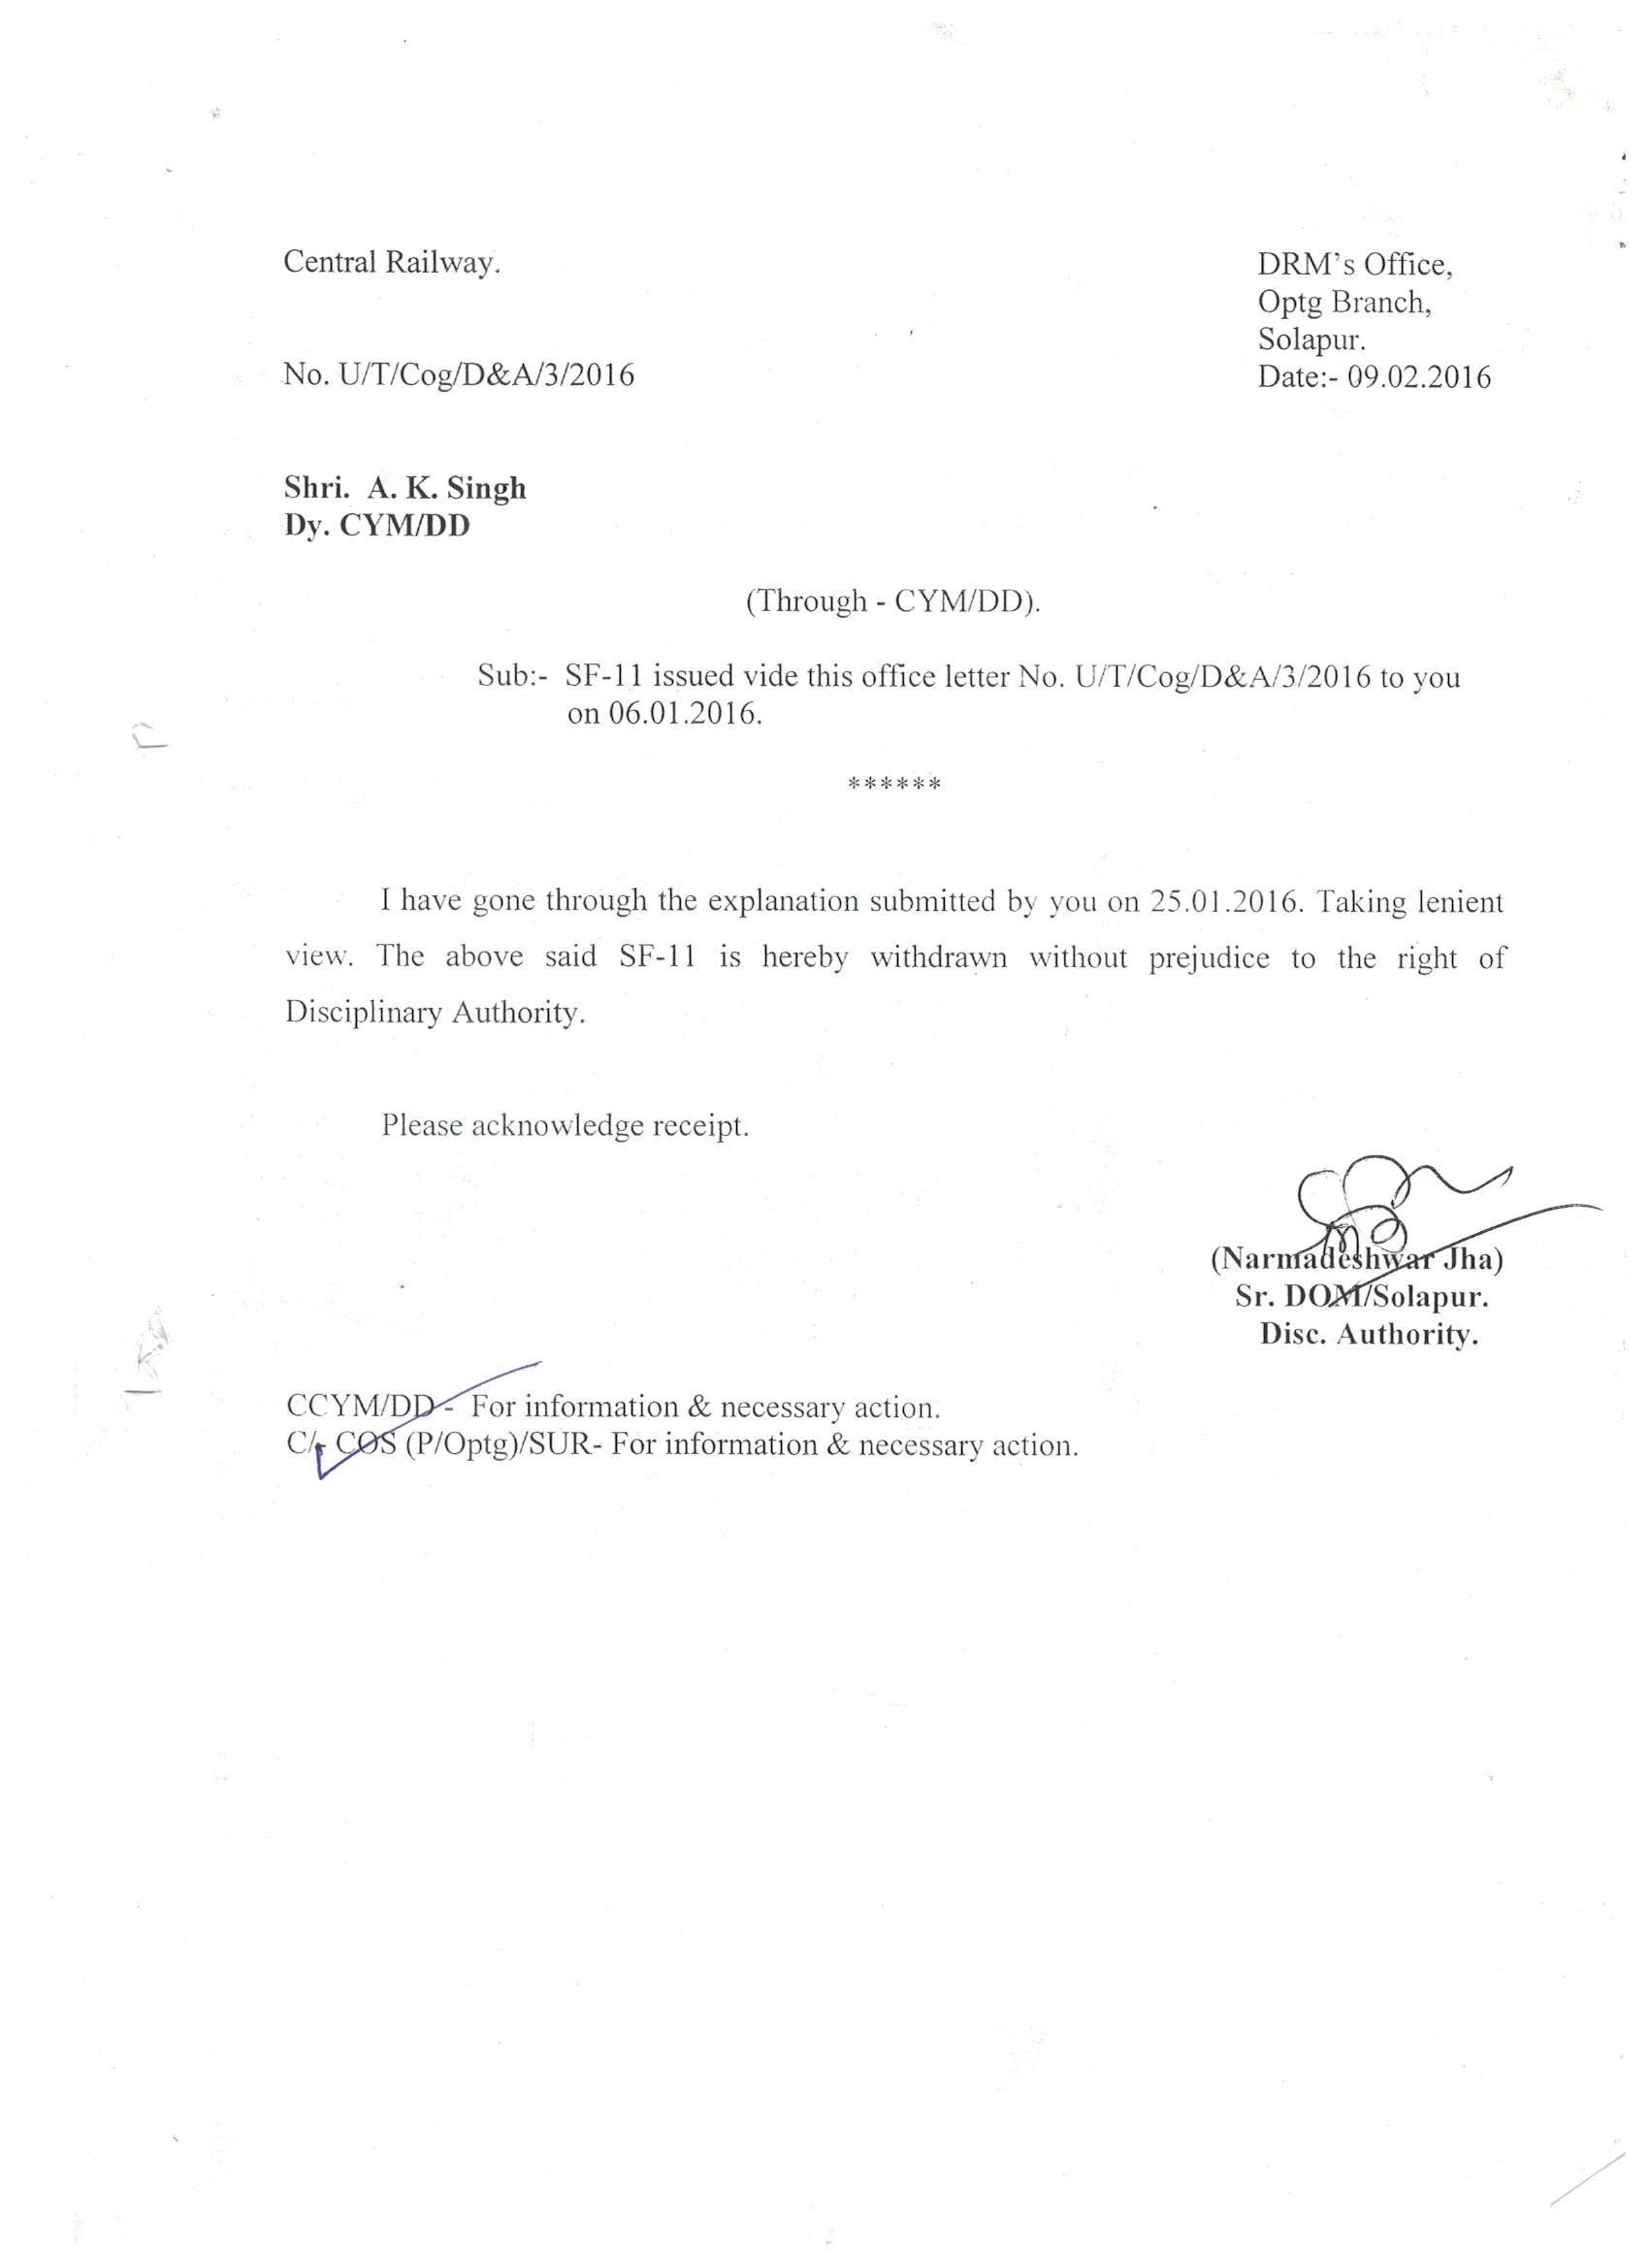 Central Railway.
DRM's Office,
Optg Branch,
Solapur.
No. U/T/Cog/D&A/3/2016
Date:- 09.02.2016
Shri. A. K. Singh
Dy. CYM/DD
(Through - CYM/DD).
Sub:- SF-11 issued vide this office letter No. U/T/Cog/D&A/3/2016 to you
on 06.01.2016.
******
I have gone through the explanation submitted by you on 25.01.2016. Taking lenient
view. The above said SF-11 is hereby withdrawn without prejudice to the right of
Disciplinary Authority.
Please acknowledge receipt.
(Narmadeshwar Jha)
Sr. DOM/Solapur.
Disc. Authority.
CCYM/DD - For information & necessary action.
C/- COS (P/Optg)/SUR- For information & necessary action.